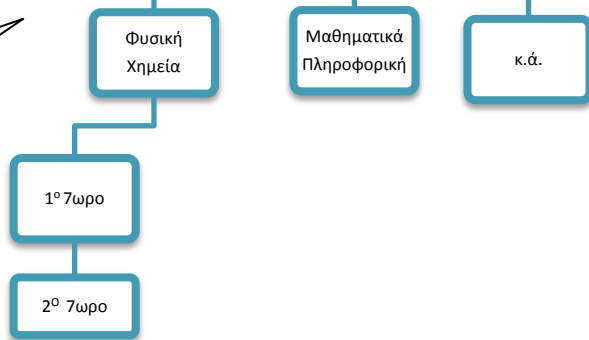 Φυσική
Χημεία
Μαθηματικά
Πληροφορική
κ.ά.
1ο 7ωρο
2Ο 7ωρο